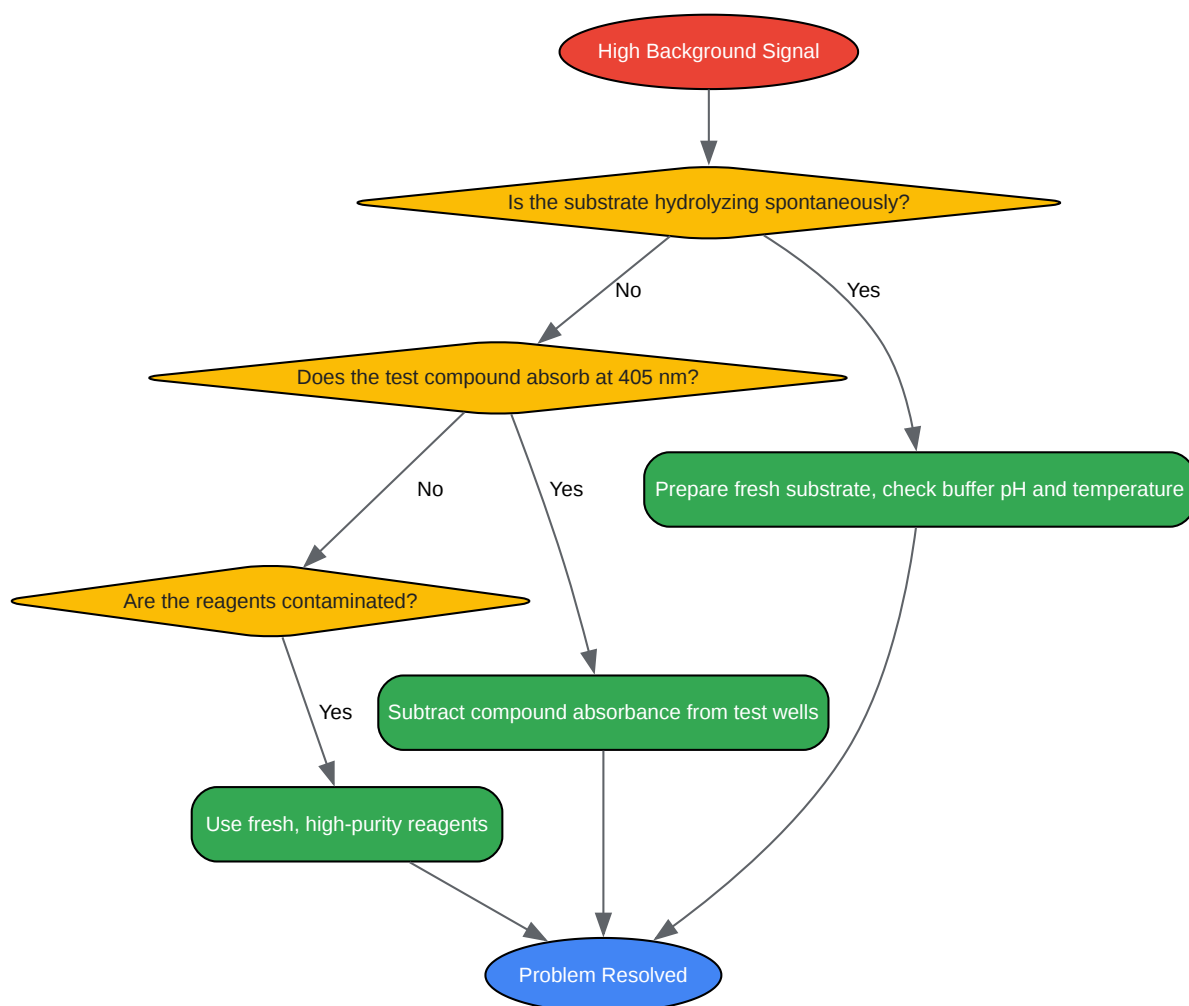 High Background Signal
Is the substrate hydrolyzing spontaneously?
No
Yes
Does the test compound absorb at 405 nm?
No
Yes
Prepare fresh substrate, check buffer pH and temperature
Are the reagents contaminated?
Yes
Subtract compound absorbance from test wells
Use fresh, high-purity reagents
Problem Resolved